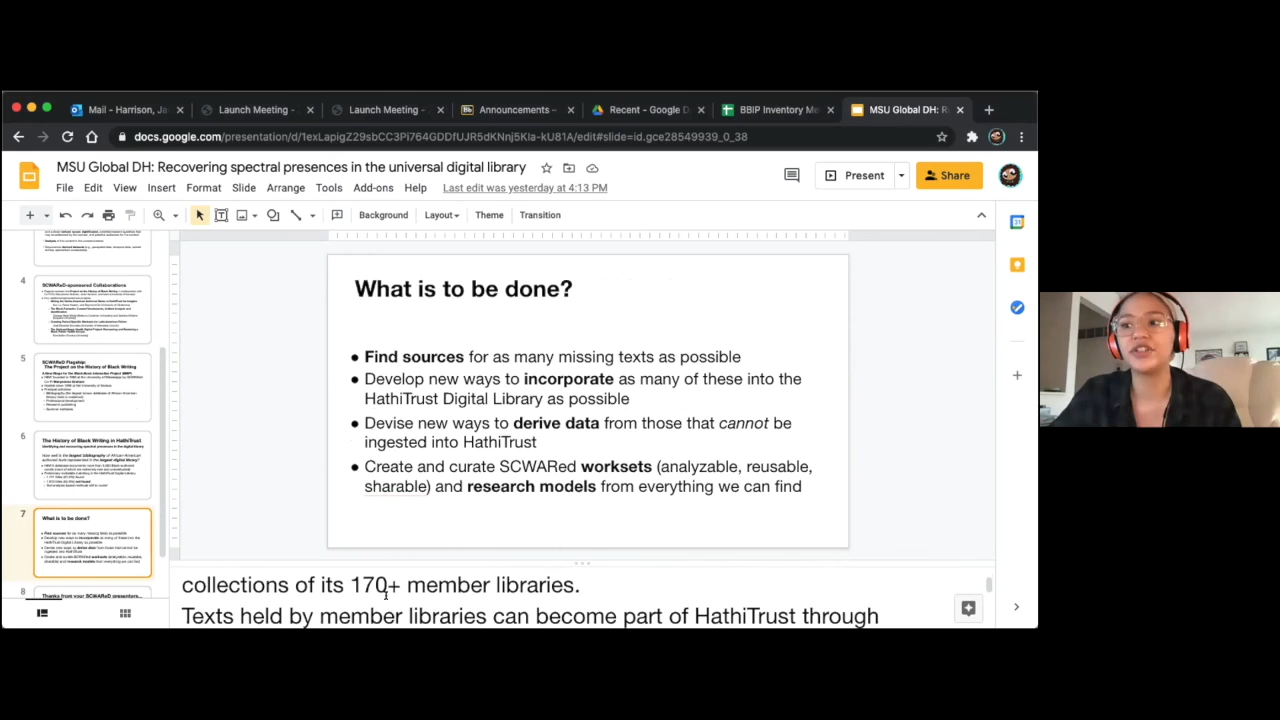 Mail – Harrison, Je
Launch Meeting -
Launch Meeting -
Announcements –
Recent - Google D
BBIP Inventory Me
MSU Global DH: R
docs.google.com/presentation/d/1exLapigZ29sbCC3Pi764GDDfUJR5dKNnj5Kla-kU81A/edit#slide=id.gce28549939_0_38
MSU Global DH: Recovering spectral presences in the universal digital library
File Edit View Insert Format Slide Arrange Tools Add-ons Help Last edit was yesterday at 4:13 PM
Present
Share
Background Layout Theme Transition
4
SCWAReD-sponsored Collaborations
5
SCWAReD Flagship:
The Project on the History of Black Writing
6
The History of Black Writing in HathiTrust
7
What is to be done?
8
Thanks from your SCWAReD presenters...
What is to be done?
● Find sources for as many missing texts as possible
● Develop new ways to incorporate as many of these into the
HathiTrust Digital Library as possible
● Devise new ways to derive data from those that cannot be
ingested into HathiTrust
● Create and curate worksets (analyzable, reusable,
sharable) and research models from everything we can find
collections of its 170+ member libraries.
Texts held by member libraries can become part of HathiTrust through